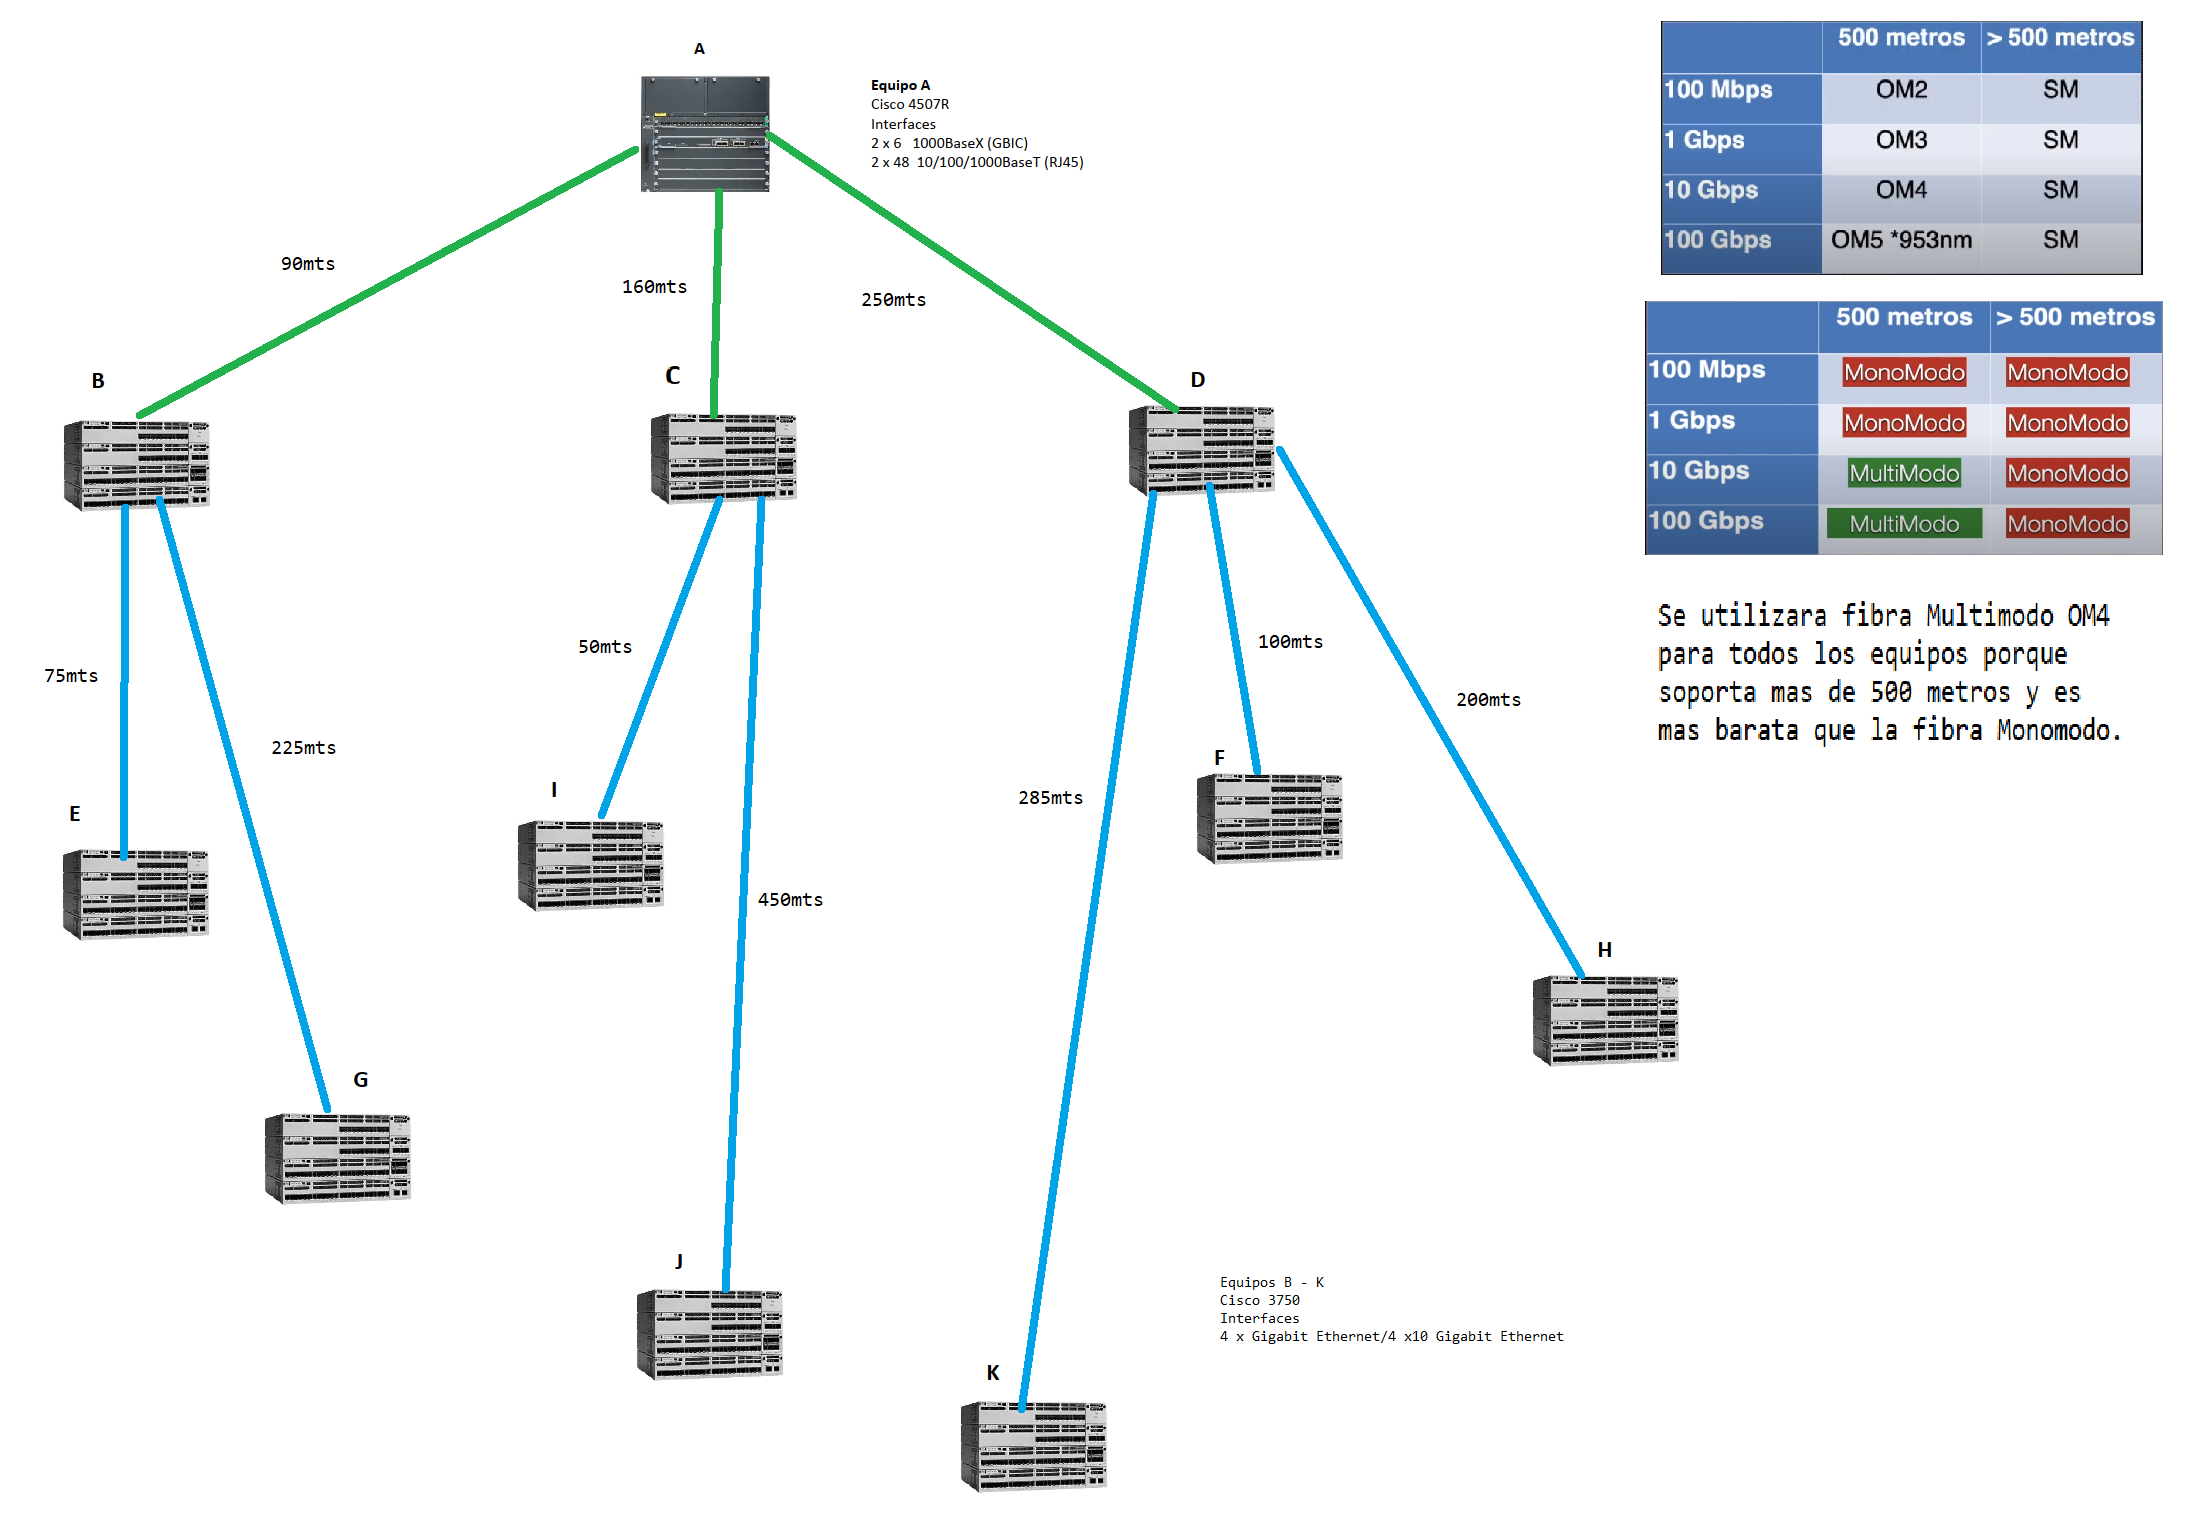 A
Equipo A
Cisco 4507R
Interfaces
2 x 6   1000BaseX (GBIC)
2 x 48  10/100/1000BaseT (RJ45)
500 metros > 500 metros
100 Mbps OM2 SM
1 Gbps OM3 SM
10 Gbps OM4 SM
100 Gbps OM5 *953nm SM
90mts
160mts
250mts
500 metros > 500 metros
100 Mbps MonoModo MonoModo
1 Gbps MonoModo MonoModo
10 Gbps MultiModo MonoModo
100 Gbps MultiModo MonoModo
B
C
D
Se utilizara fibra Multimodo OM4
para todos los equipos porque
soporta mas de 500 metros y es
mas barata que la fibra Monomodo.
75mts
225mts
50mts
450mts
285mts
100mts
200mts
E
I
F
H
G
J
K
Equipos B - K
Cisco 3750
Interfaces
4 x Gigabit Ethernet/4 x10 Gigabit Ethernet